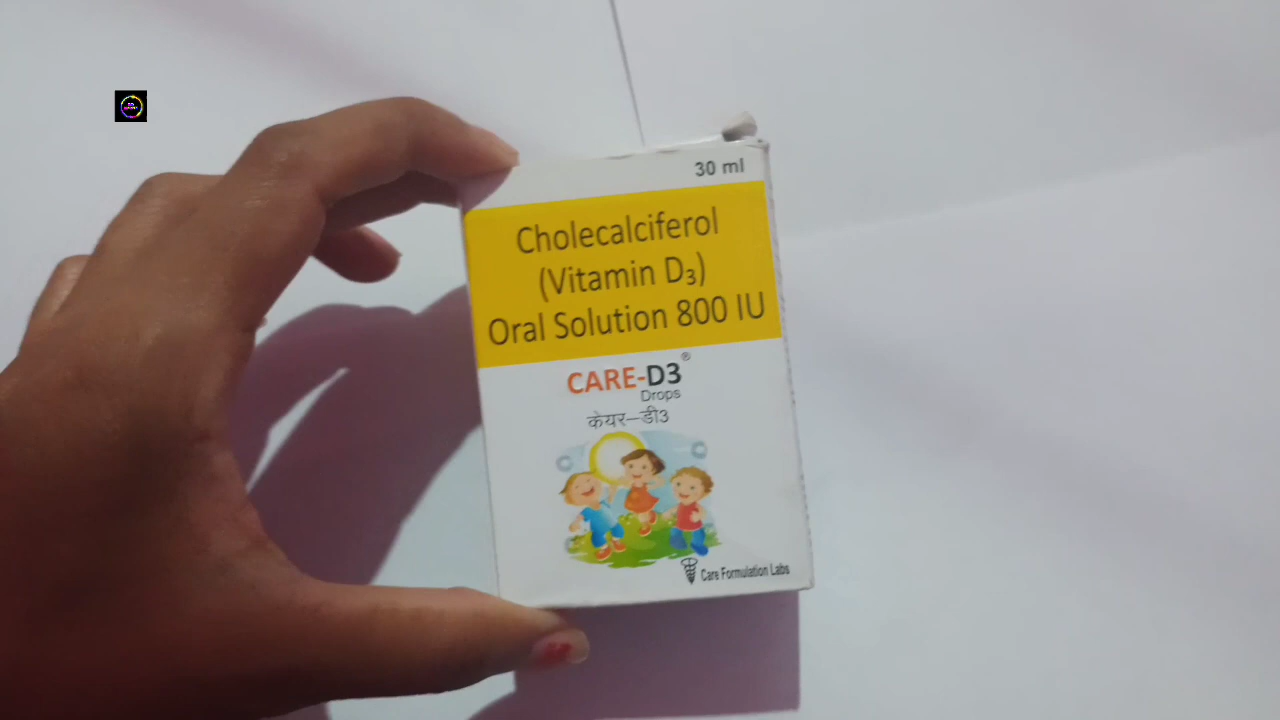 30 ml
Cholecalciferol
(Vitamin D₃)
Oral Solution 800 IU
CARE-D3®
Drops
केयर–डी3
Care Formulation Labs